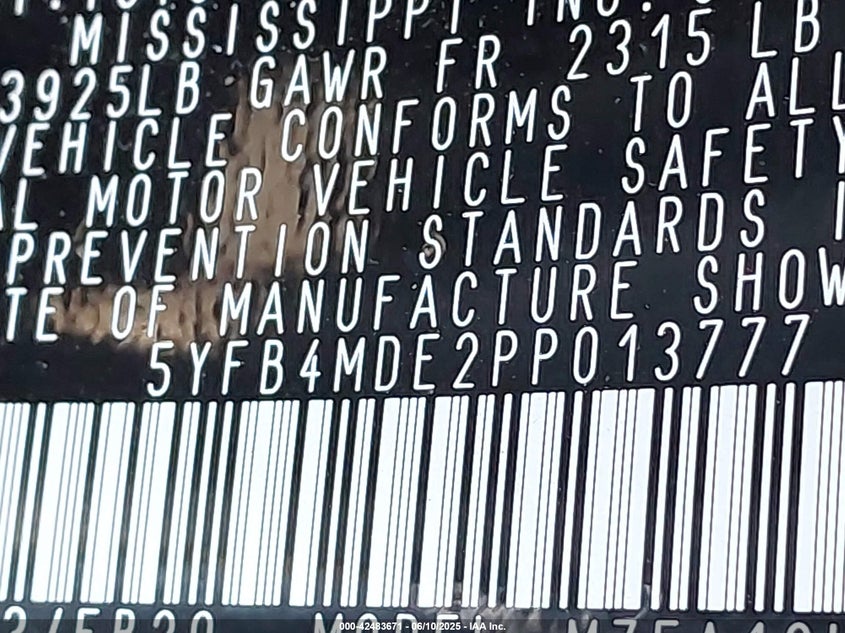 MISSISSIPPI INC.
3925LB GAWR FR 2315 LB
VEHICLE CONFORMS TO ALL
AL MOTOR VEHICLE SAFETY
PREVENTION STANDARDS I
TE OF MANUFACTURE SHOW
5YFB4MDE2PP013777
000-42483671 - 06/10/2025 - IAA Inc.